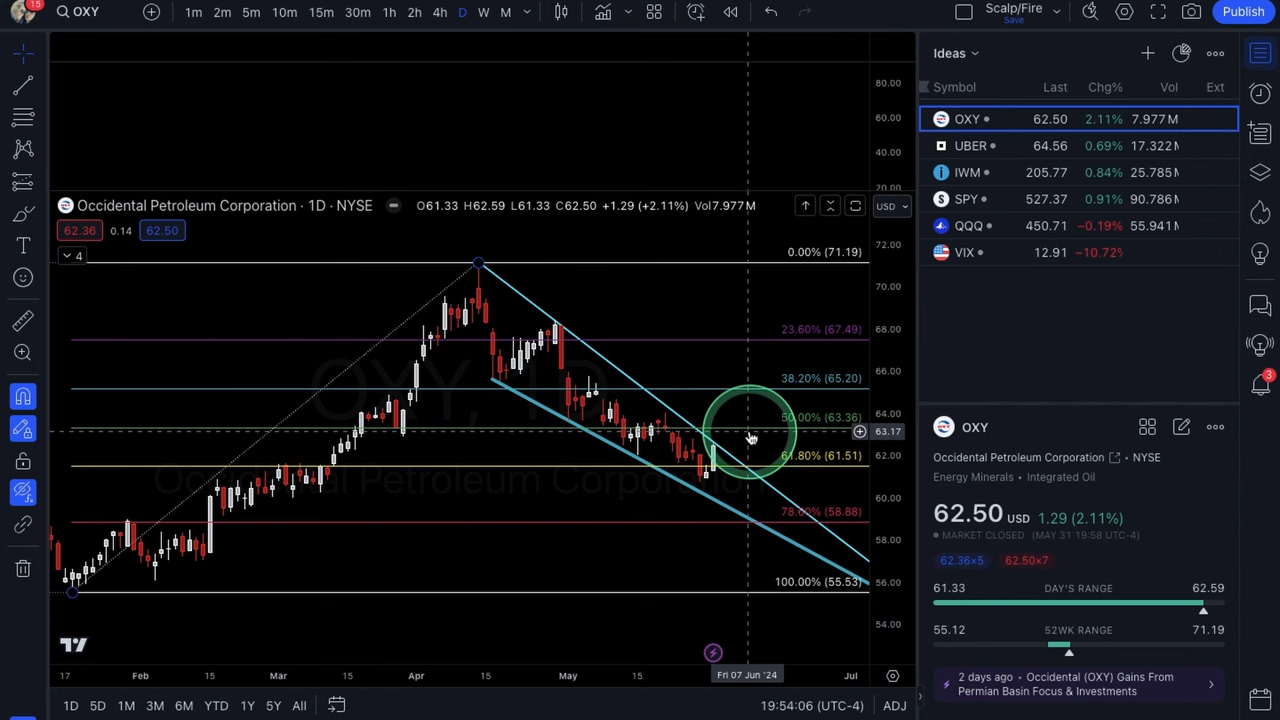 15
OXY
1m 2m 5m 10m 15m 30m 1h 2h 4h D W M
Scalp/Fire
Save
Publish
Ideas
Symbol Last Chg% Vol Ext
OXY 62.50 2.11% 7.977M
UBER 64.56 0.69% 17.322M
IWM 205.77 0.84% 25.785M
SPY 527.37 0.91% 90.786M
QQQ 450.71 −0.19% 55.941M
VIX 12.91 −10.72%
80.00
60.00
40.00
20.00
Occidental Petroleum Corporation · 1D · NYSE O61.33 H62.59 L61.33 C62.50 +1.29 (+2.11%) Vol7.977M
USD
62.36 0.14 62.50
4
0.00% (71.19)
23.60% (67.49)
38.20% (65.20)
50.00% (63.36)
61.80% (61.51)
78.60% (58.88)
100.00% (55.53)
72.00
70.00
68.00
66.00
64.00
63.17
62.00
60.00
58.00
56.00
54.00
OXY, 1D
Occidental Petroleum Corporation
17 Feb 15 Mar 15 Apr 15 May 15 Fri 07 Jun '24 Jul
1D 5D 1M 3M 6M YTD 1Y 5Y All
19:54:06 (UTC-4) ADJ
3
OXY
Occidental Petroleum Corporation · NYSE
Energy Minerals · Integrated Oil
62.50 USD 1.29 (2.11%)
MARKET CLOSED (MAY 31 19:58 UTC-4)
62.36×5 62.50×7
61.33 DAY'S RANGE 62.59
55.12 52WK RANGE 71.19
2 days ago · Occidental (OXY) Gains From
Permian Basin Focus & Investments